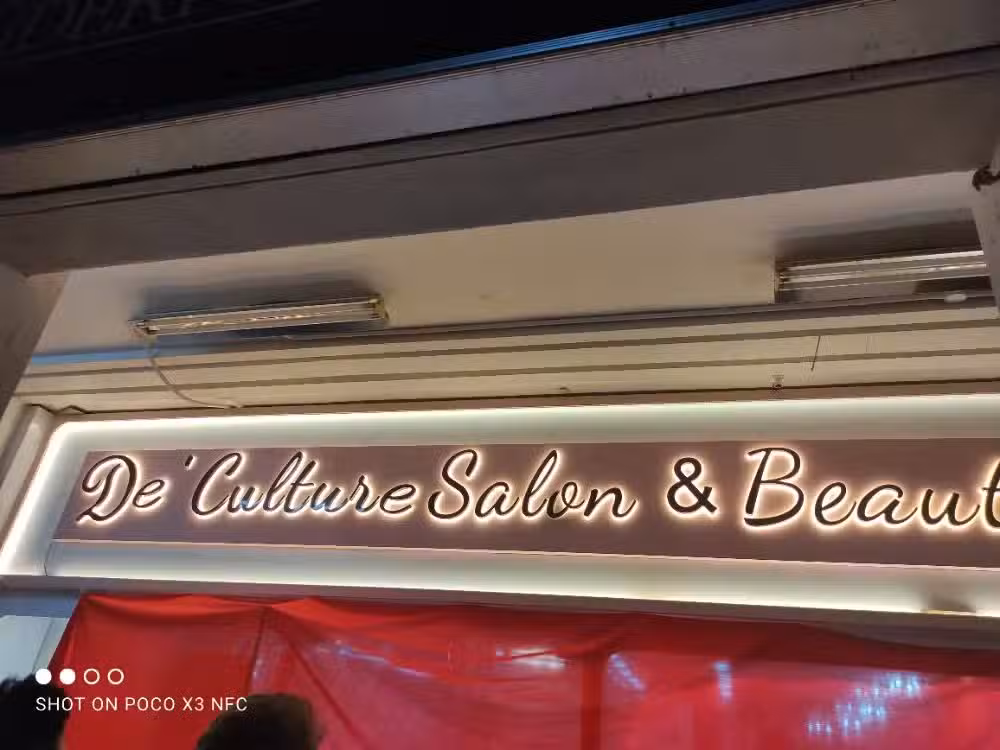 De'Culture Salon & Beaut
SHOT ON POCO X3 NFC